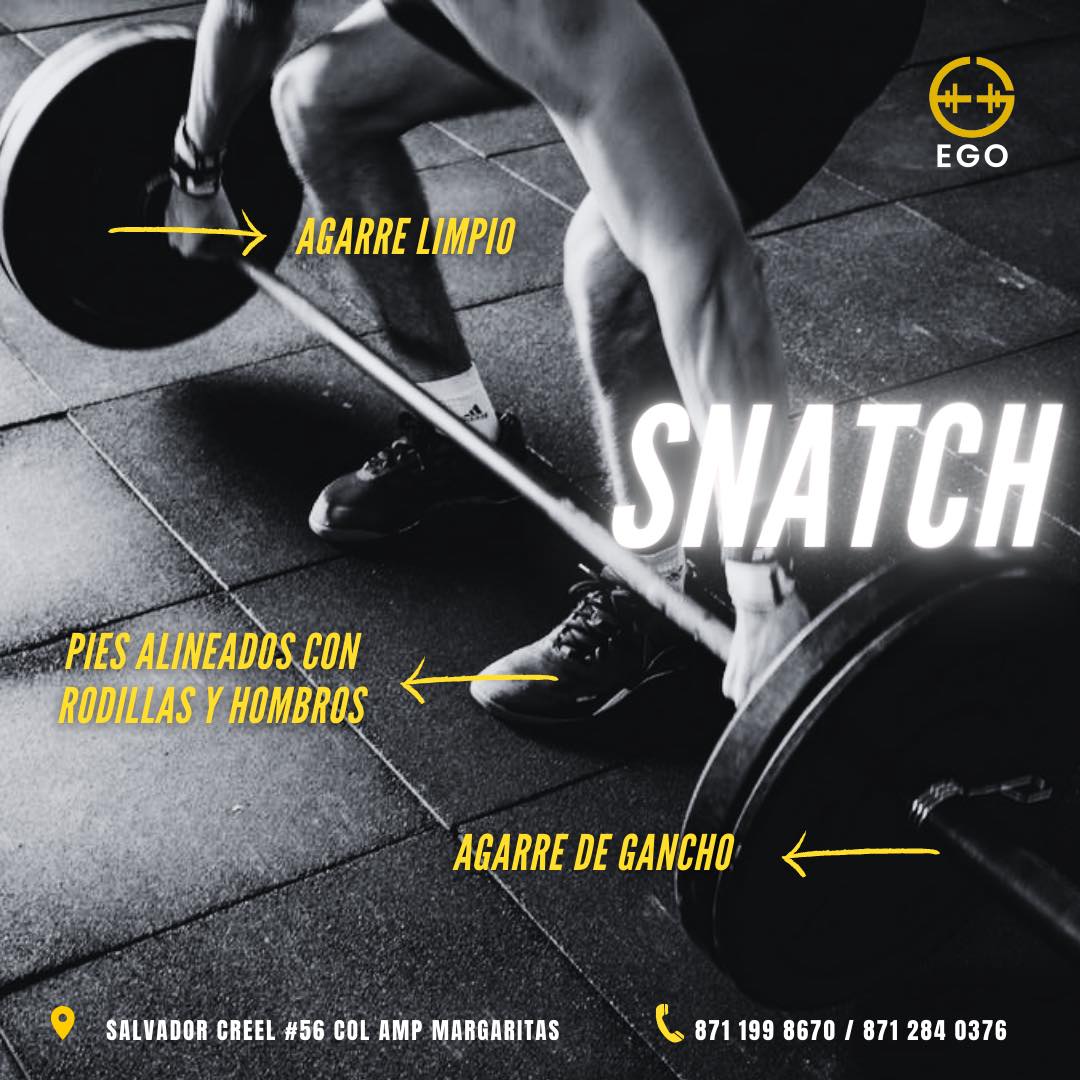 EGO
AGARRE LIMPIO
SNATCH
PIES ALINEADOS CON
RODILLAS Y HOMBROS
AGARRE DE GANCHO
SALVADOR CREEL #56 COL AMP MARGARITAS
871 199 8670 / 871 284 0376